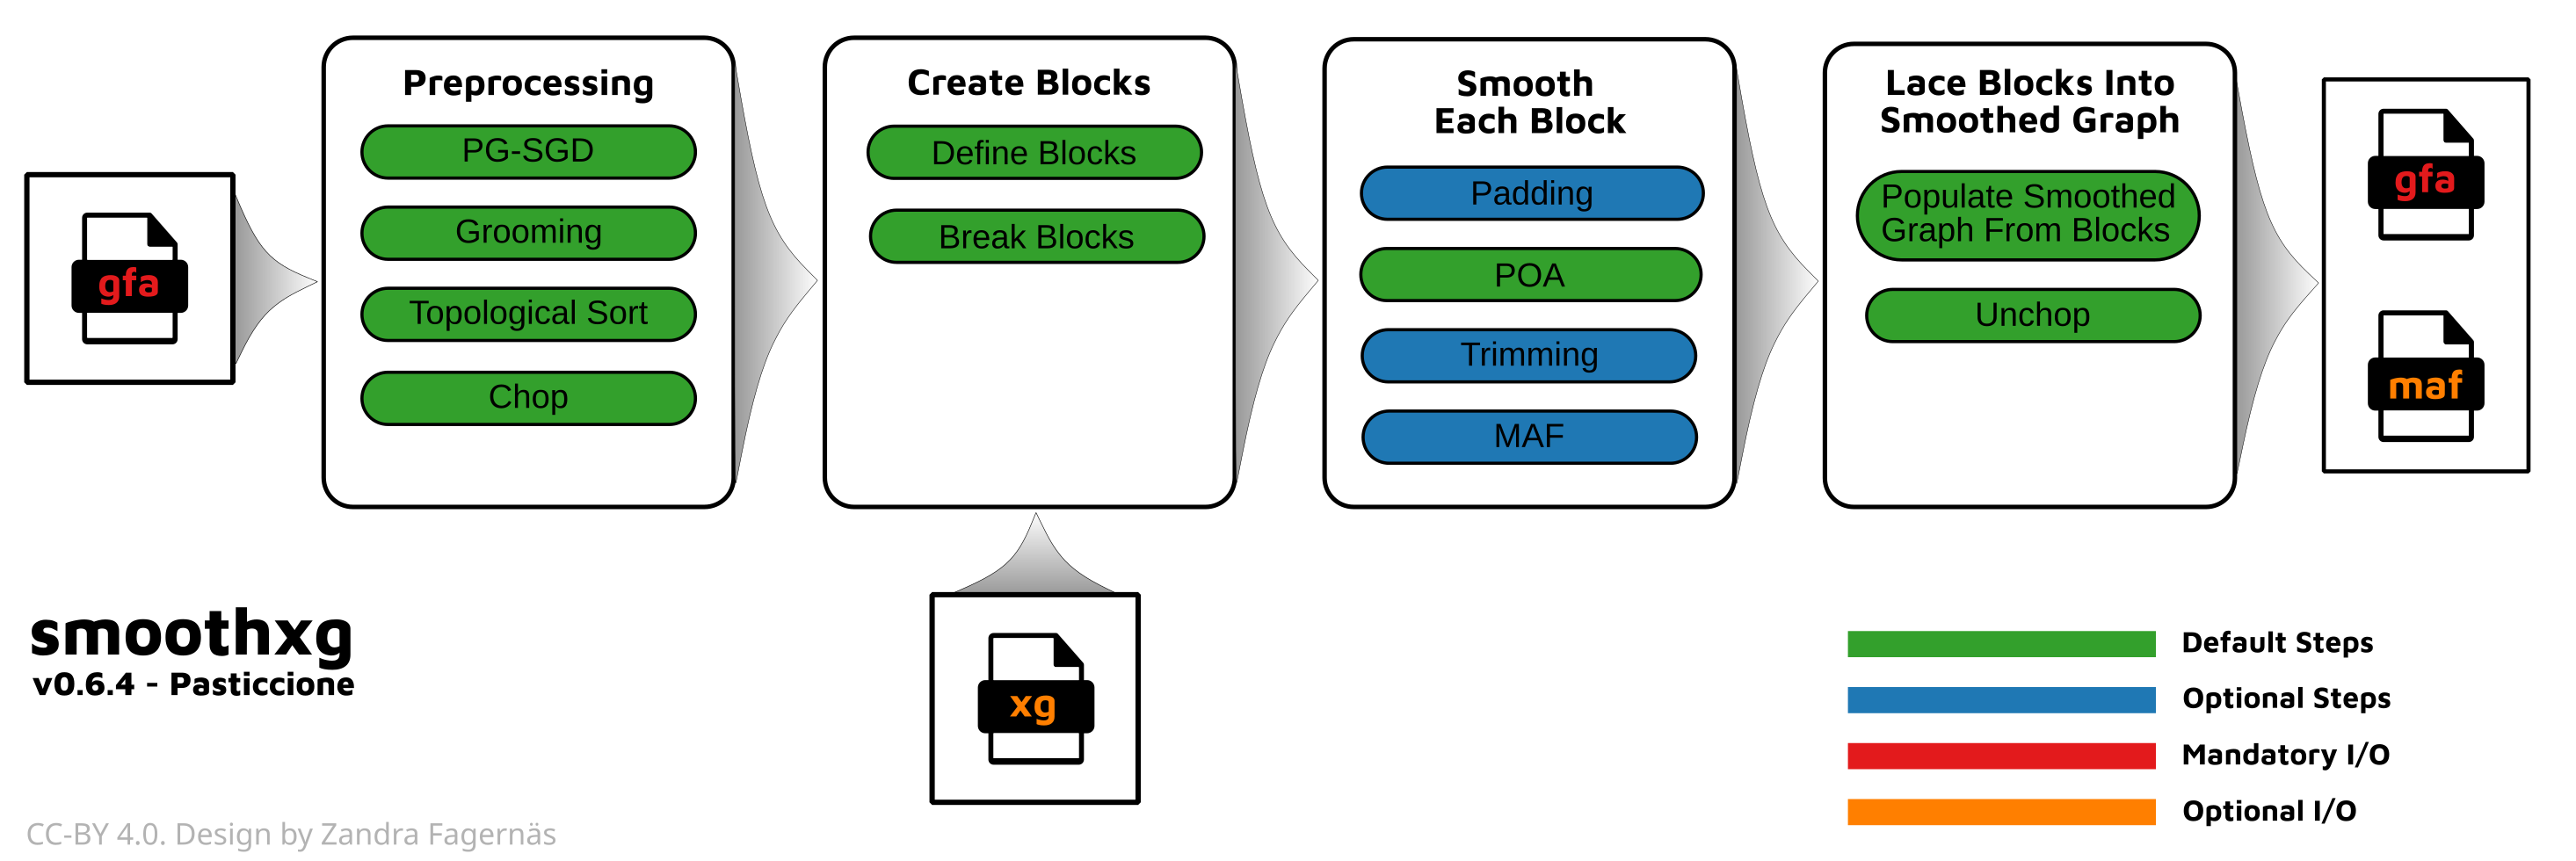 gfa
Preprocessing
PG-SGD
Grooming
Topological Sort
Chop
Create Blocks
Define Blocks
Break Blocks
xg
Smooth
Each Block
Padding
POA
Trimming
MAF
Lace Blocks Into
Smoothed Graph
Populate Smoothed
Graph From Blocks
Unchop
gfa
maf
smoothxg
v0.6.4 - Pasticcione
Default Steps
Optional Steps
Mandatory I/O
Optional I/O
CC-BY 4.0. Design by Zandra Fagernäs